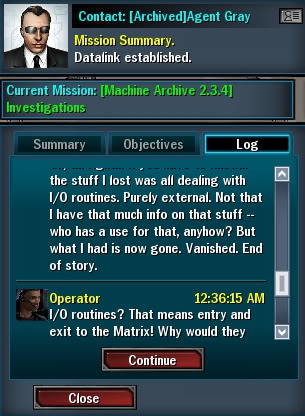 Contact: [Archived]Agent Gray
Mission Summary.
Datalink established.
Current Mission: [Machine Archive 2.3.4]
Investigations
Summary
Objectives
Log
the stuff I lost was all dealing with
I/O routines. Purely external. Not that
I have that much info on that stuff --
who has a use for that, anyhow? But
what I had is now gone. Vanished. End
of story.
Operator 12:36:15 AM
I/O routines? That means entry and
exit to the Matrix! Why would they
Continue
Close